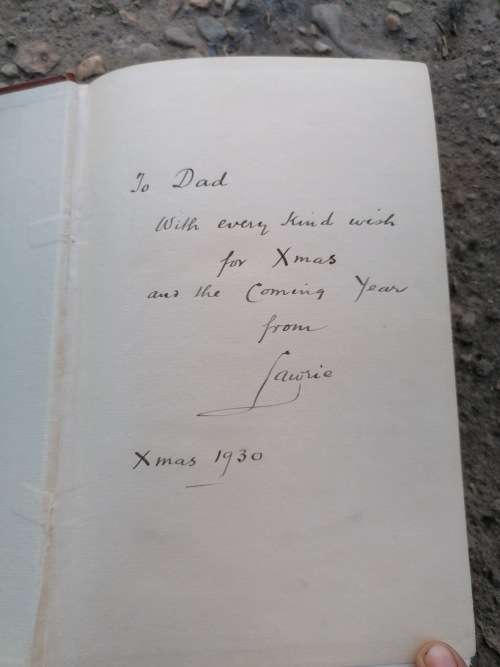 To Dad
With every kind wish
for Xmas
and the Coming Year
from
Lawrie
Xmas 1930